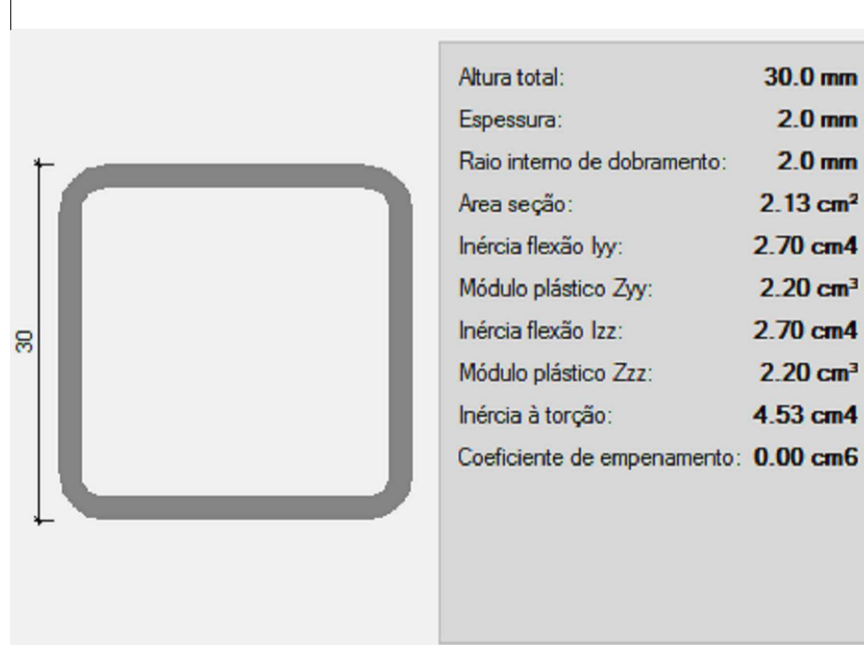 30
Altura total: 30.0 mm
Espessura: 2.0 mm
Raio interno de dobramento: 2.0 mm
Area seção: 2.13 cm²
Inércia flexão Iyy: 2.70 cm4
Módulo plástico Zyy: 2.20 cm³
Inércia flexão Izz: 2.70 cm4
Módulo plástico Zzz: 2.20 cm³
Inércia à torção: 4.53 cm4
Coeficiente de empenamento: 0.00 cm6